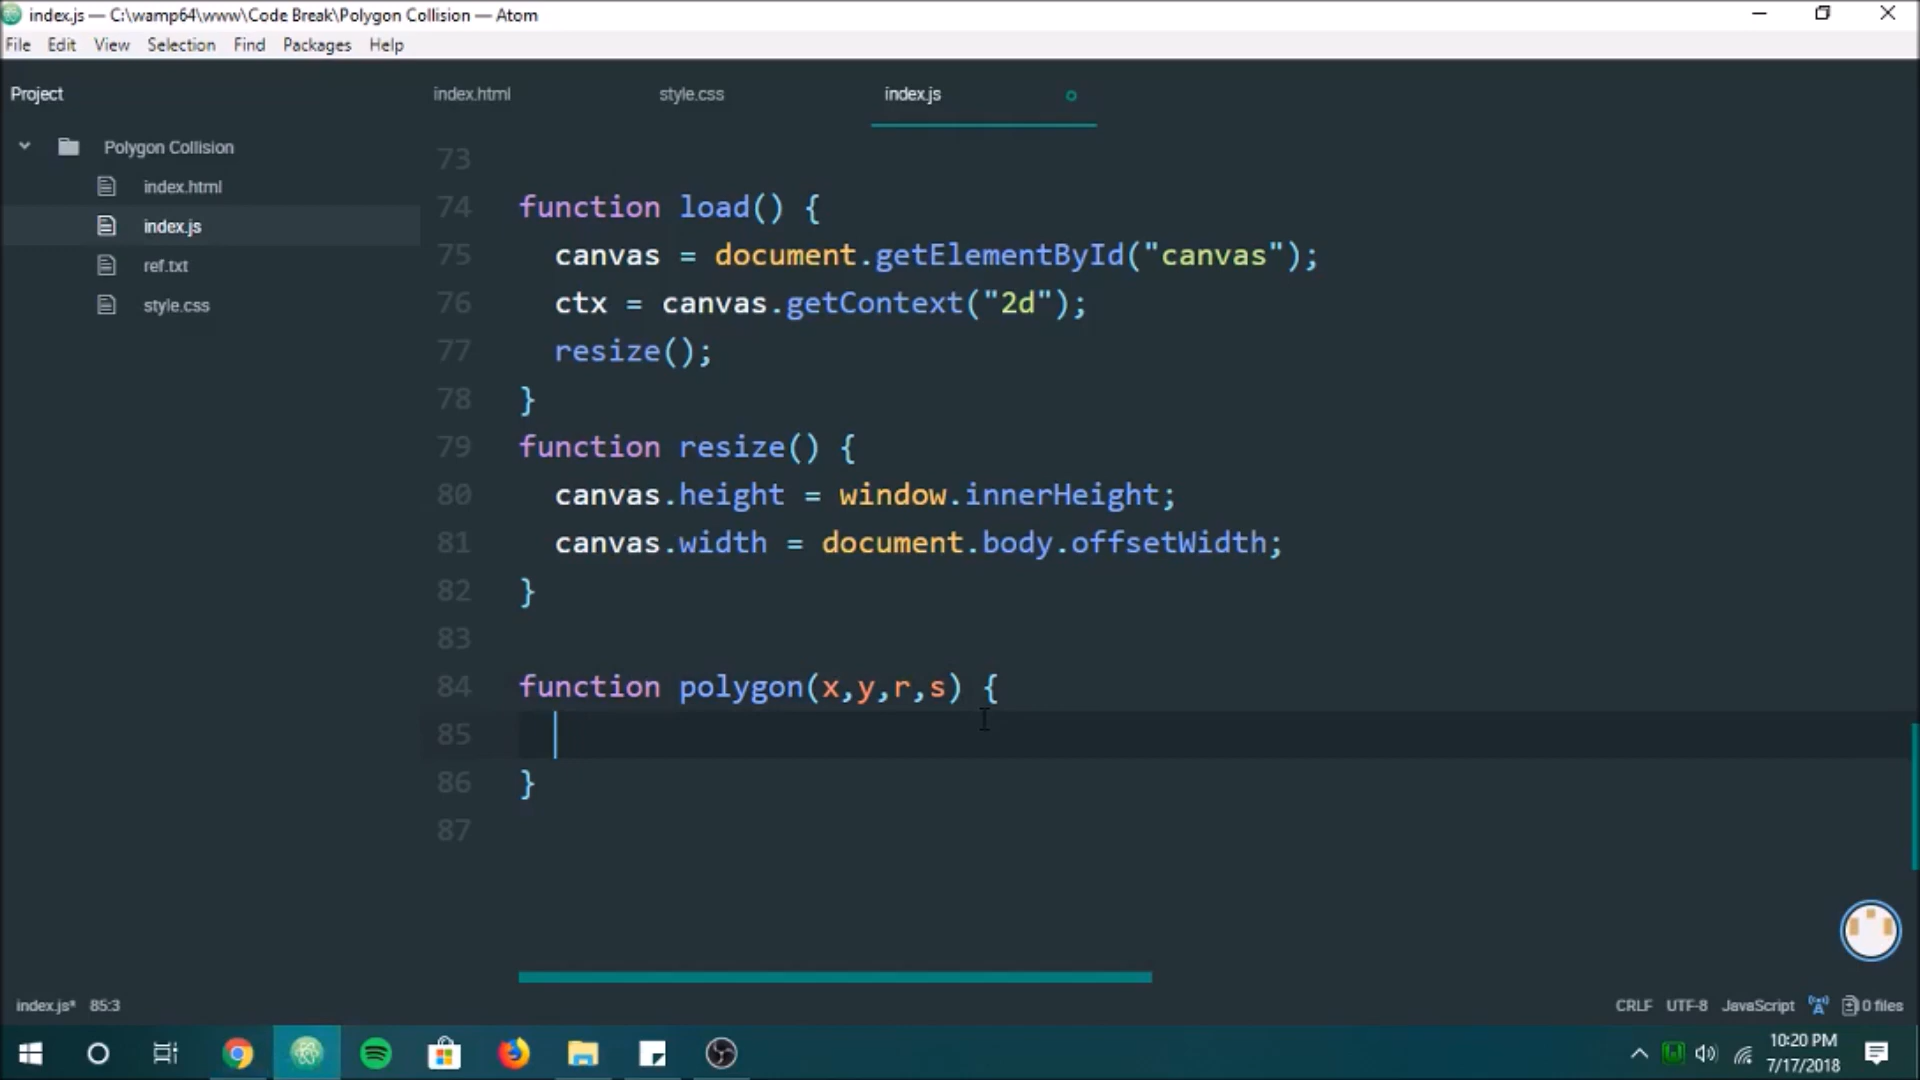 index.js — C:\wamp64\www\Code Break\Polygon Collision — Atom
File Edit View Selection Find Packages Help
Project
index.html style.css index.js
Polygon Collision
index.html
index.js
ref.txt
style.css
73
74 function load() {
75 canvas = document.getElementById("canvas");
76 ctx = canvas.getContext("2d");
77 resize();
78 }
79 function resize() {
80 canvas.height = window.innerHeight;
81 canvas.width = document.body.offsetWidth;
82 }
83
84 function polygon(x,y,r,s) {
85
86 }
87
index.js* 85:3 CRLF UTF-8 JavaScript 0 files
10:20 PM
7/17/2018